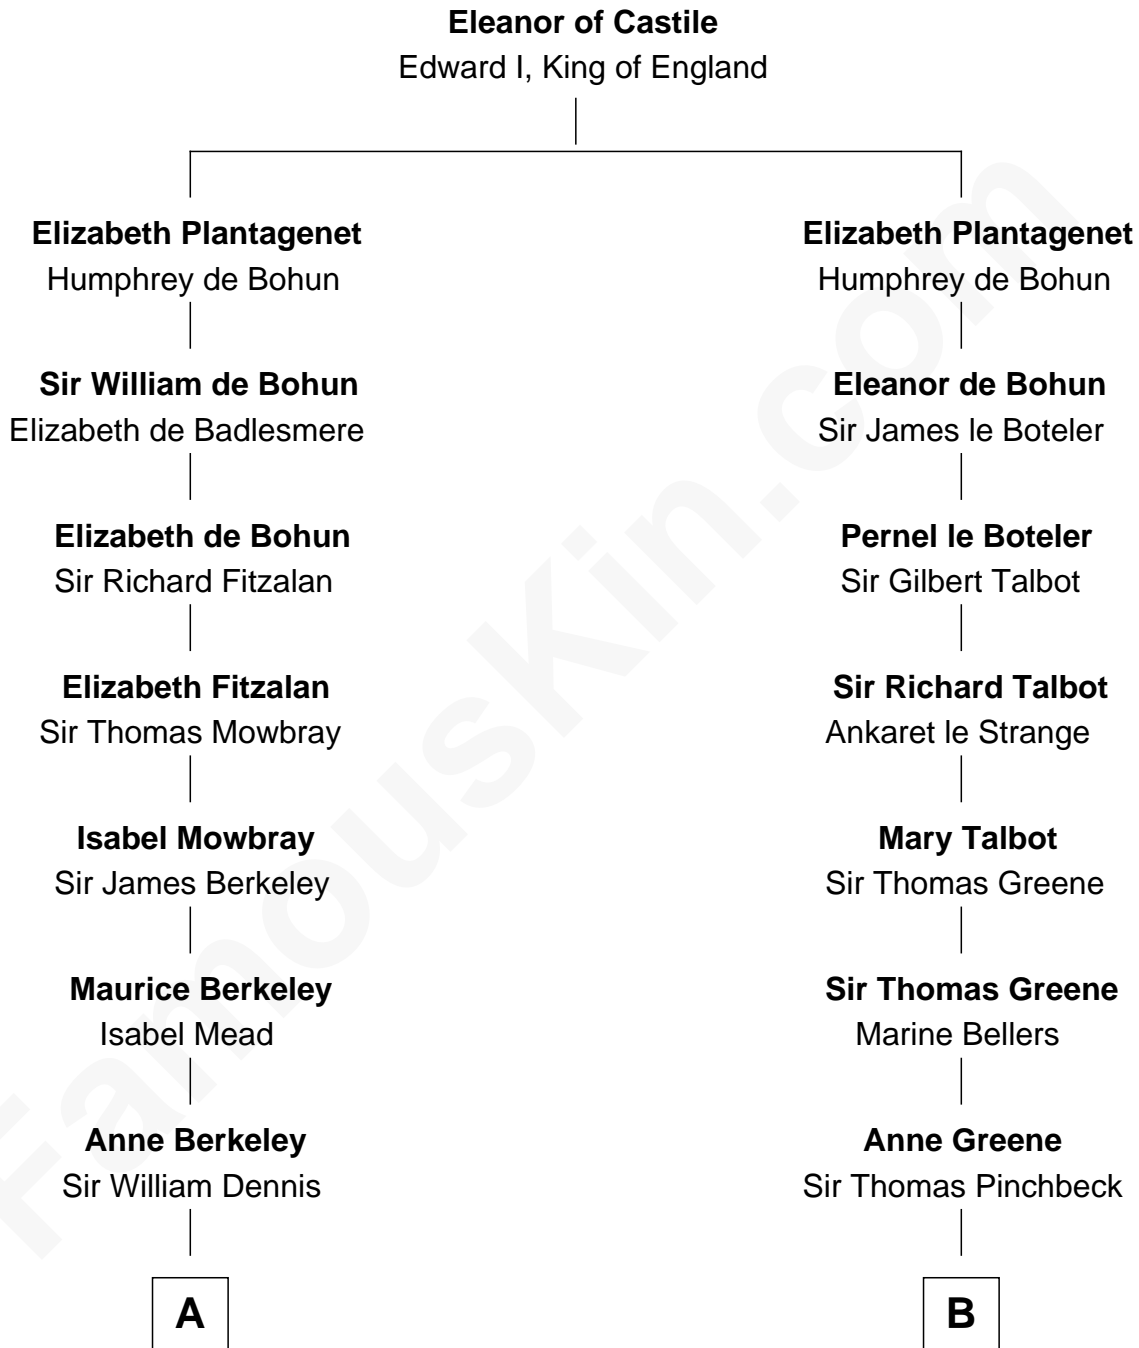 Eleanor of Castile
Edward I, King of England
Elizabeth Plantagenet
Humphrey de Bohun
Sir William de Bohun
Elizabeth de Badlesmere
Elizabeth de Bohun
Sir Richard Fitzalan
Elizabeth Fitzalan
Sir Thomas Mowbray
Isabel Mowbray
Sir James Berkeley
Maurice Berkeley
Isabel Mead
Anne Berkeley
Sir William Dennis
A
Elizabeth Plantagenet
Humphrey de Bohun
Eleanor de Bohun
Sir James le Boteler
Pernel le Boteler
Sir Gilbert Talbot
Sir Richard Talbot
Ankaret le Strange
Mary Talbot
Sir Thomas Greene
Sir Thomas Greene
Marine Bellers
Anne Greene
Sir Thomas Pinchbeck
B
FamousKin.com